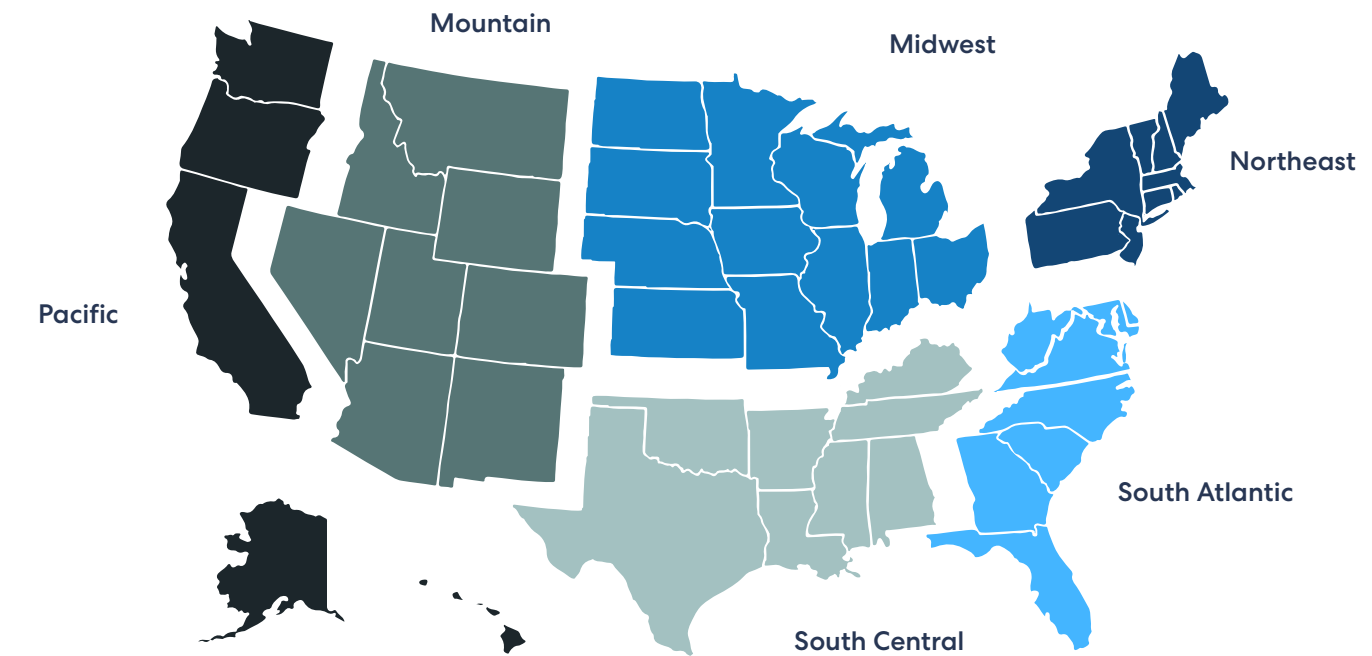 Mountain
Midwest
Northeast
Pacific
South Atlantic
South Central